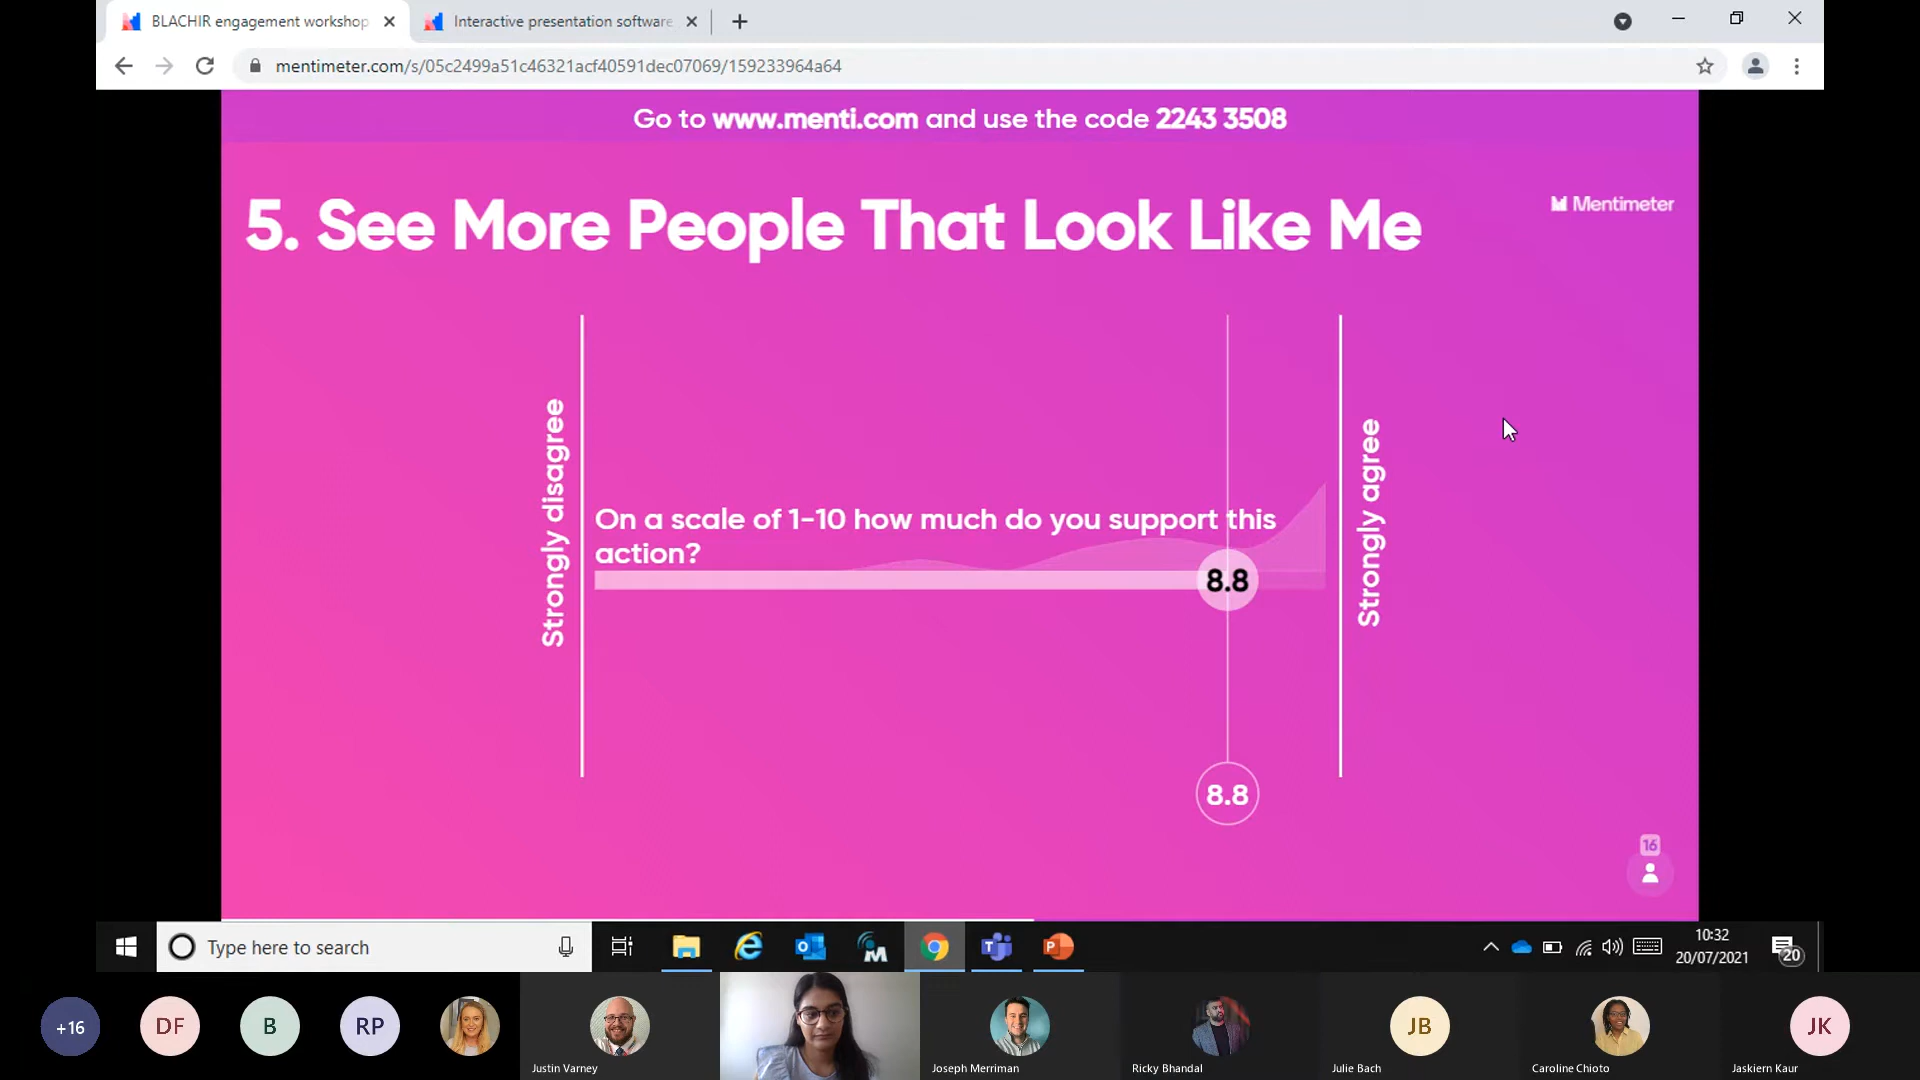 BLACHIR engagement workshop
Interactive presentation software
mentimeter.com/s/05c2499a51c46321acf40591dec07069/159233964a64
Go to www.menti.com and use the code 2243 3508
5. See More People That Look Like Me
Mentimeter
Strongly disagree
On a scale of 1-10 how much do you support this
action?
8.8
Strongly agree
8.8
16
Type here to search
10:32
20/07/2021
20
+16
DF
B
RP
JB
JK
Justin Varney
Joseph Merriman
Ricky Bhandal
Julie Bach
Caroline Chioto
Jaskiern Kaur